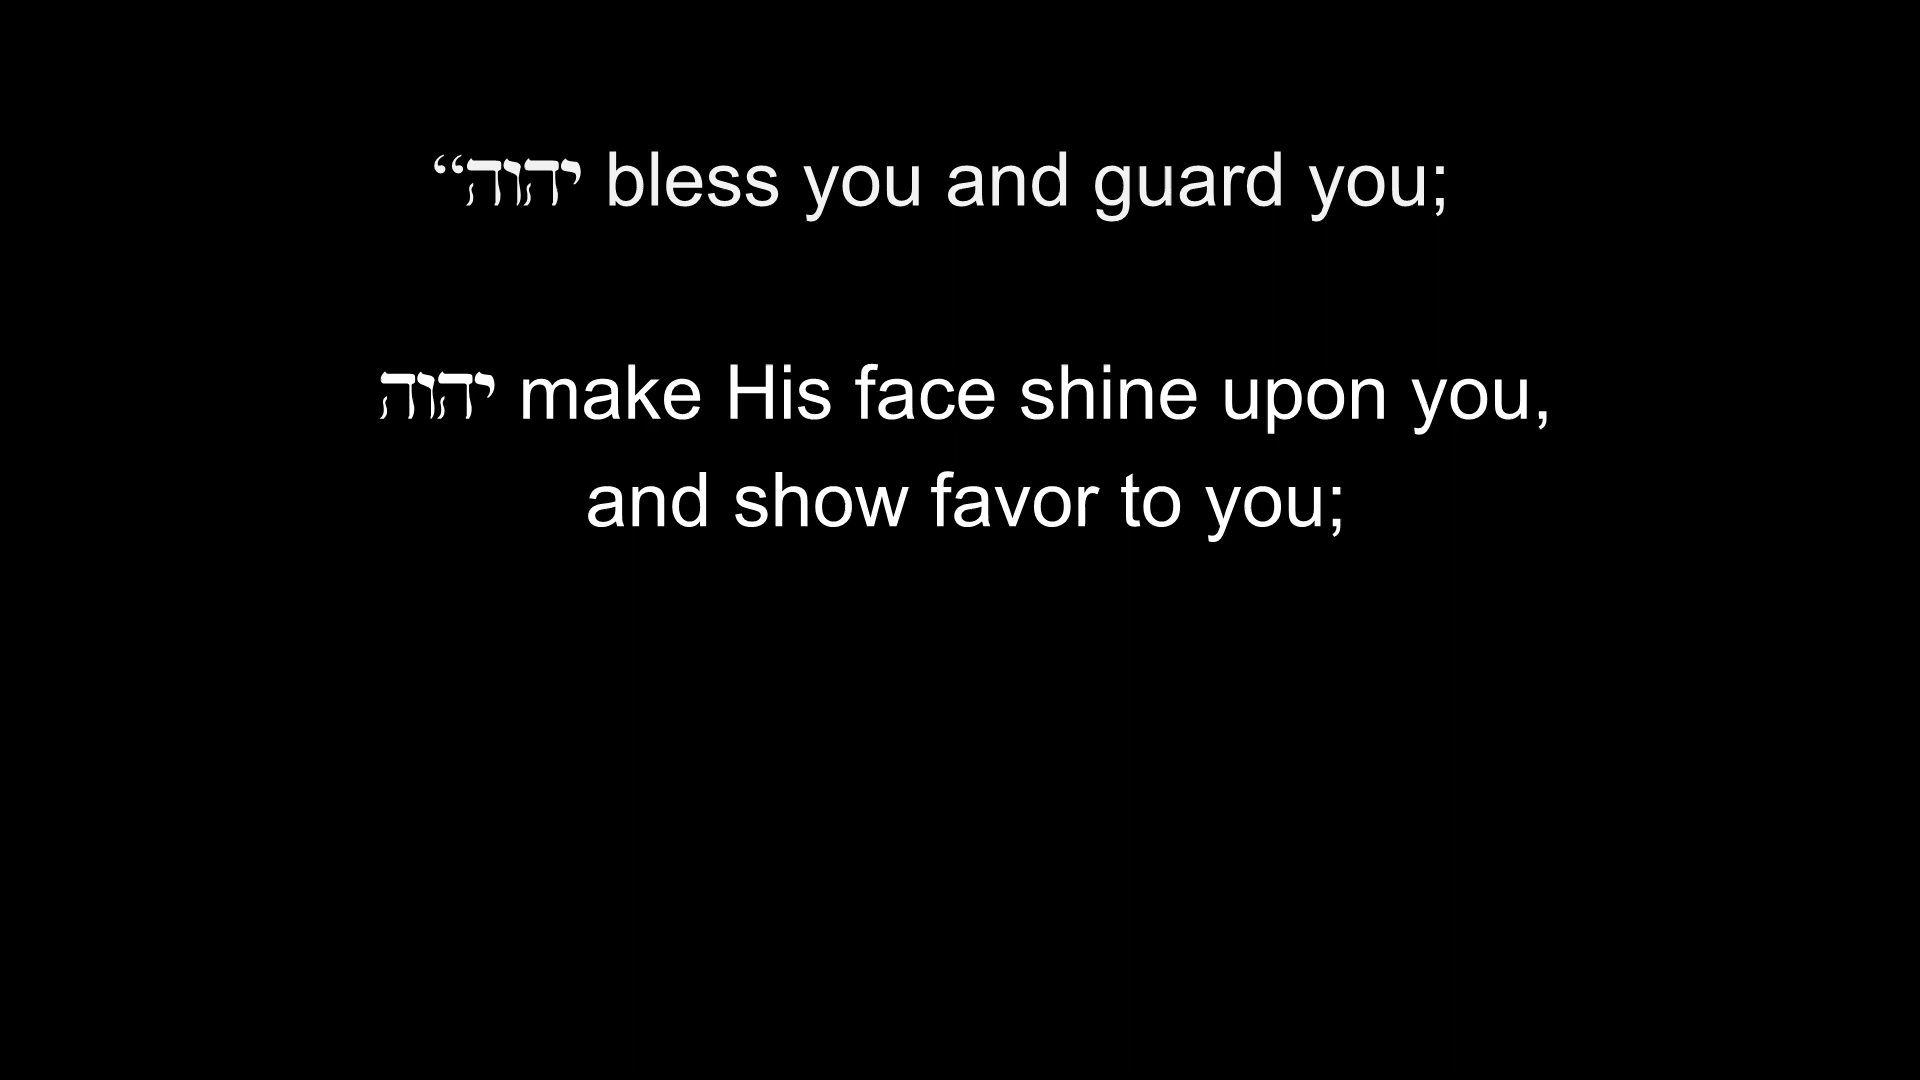 “יהוה bless you and guard you;
יהוה make His face shine upon you,
and show favor to you;